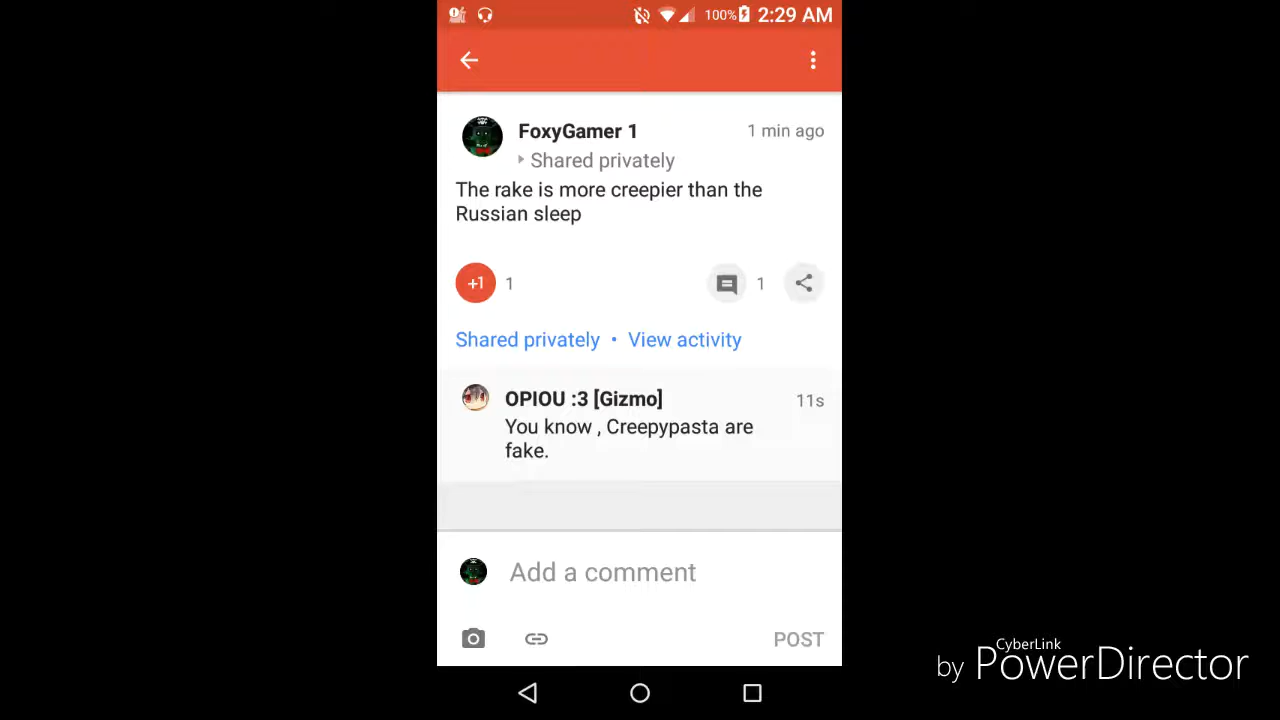 100% 2:29 AM
FoxyGamer 1 1 min ago
Shared privately
The rake is more creepier than the
Russian sleep
+1 1 1
Shared privately • View activity
OPIOU :3 [Gizmo] 11s
You know , Creepypasta are
fake.
Add a comment
POST
CyberLink
by PowerDirector